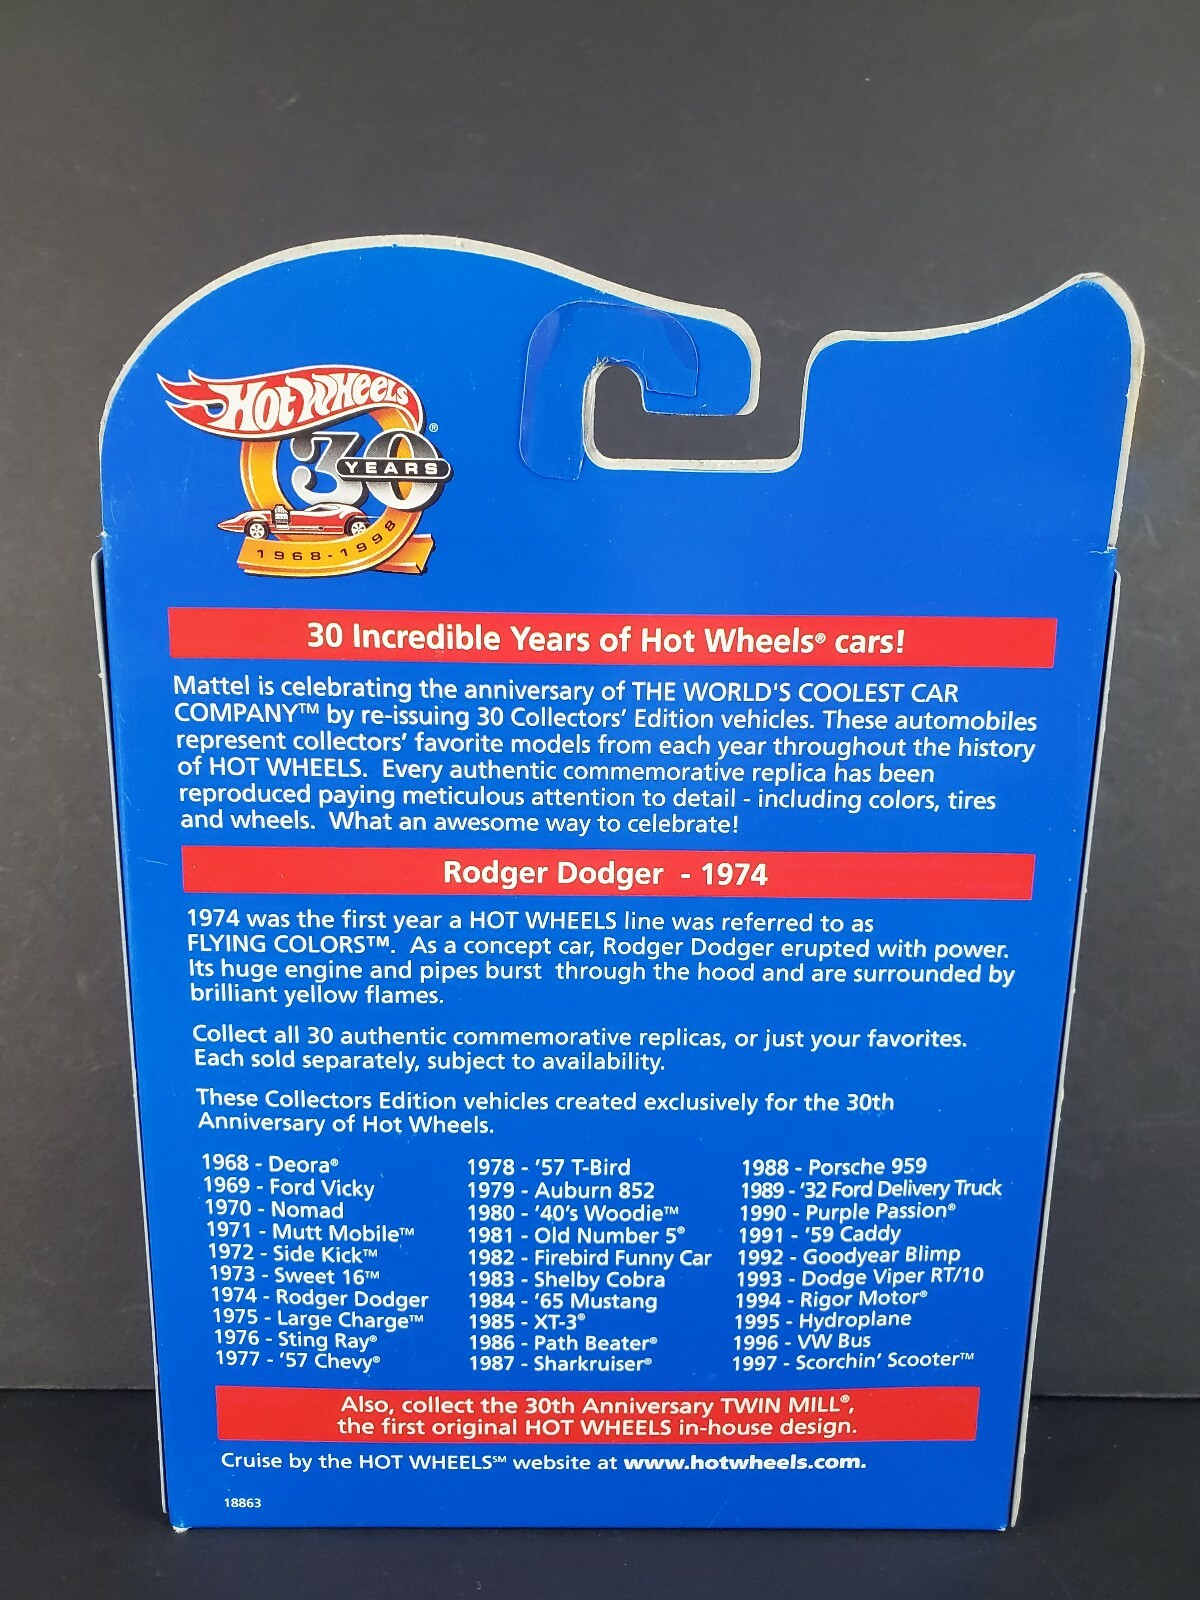 HOT WHEELS®
30
YEARS
1968-1998
30 Incredible Years of Hot Wheels® cars!
Mattel is celebrating the anniversary of THE WORLD'S COOLEST CAR
COMPANY™ by re-issuing 30 Collectors' Edition vehicles. These automobiles
represent collectors' favorite models from each year throughout the history
of HOT WHEELS. Every authentic commemorative replica has been
reproduced paying meticulous attention to detail - including colors, tires
and wheels. What an awesome way to celebrate!
Rodger Dodger - 1974
1974 was the first year a HOT WHEELS line was referred to as
FLYING COLORS™. As a concept car, Rodger Dodger erupted with power.
Its huge engine and pipes burst through the hood and are surrounded by
brilliant yellow flames.
Collect all 30 authentic commemorative replicas, or just your favorites.
Each sold separately, subject to availability.
These Collectors Edition vehicles created exclusively for the 30th
Anniversary of Hot Wheels.
1968 - Deora®
1969 - Ford Vicky
1970 - Nomad
1971 - Mutt Mobile™
1972 - Side Kick™
1973 - Sweet 16™
1974 - Rodger Dodger
1975 - Large Charge™
1976 - Sting Ray®
1977 - '57 Chevy®
1978 - '57 T-Bird
1979 - Auburn 852
1980 - '40's Woodie™
1981 - Old Number 5®
1982 - Firebird Funny Car
1983 - Shelby Cobra
1984 - '65 Mustang
1985 - XT-3®
1986 - Path Beater®
1987 - Sharkruiser®
1988 - Porsche 959
1989 - '32 Ford Delivery Truck
1990 - Purple Passion®
1991 - '59 Caddy
1992 - Goodyear Blimp
1993 - Dodge Viper RT/10
1994 - Rigor Motor®
1995 - Hydroplane
1996 - VW Bus
1997 - Scorchin' Scooter™
Also, collect the 30th Anniversary TWIN MILL®,
the first original HOT WHEELS in-house design.
Cruise by the HOT WHEELS℠ website at www.hotwheels.com.
18863